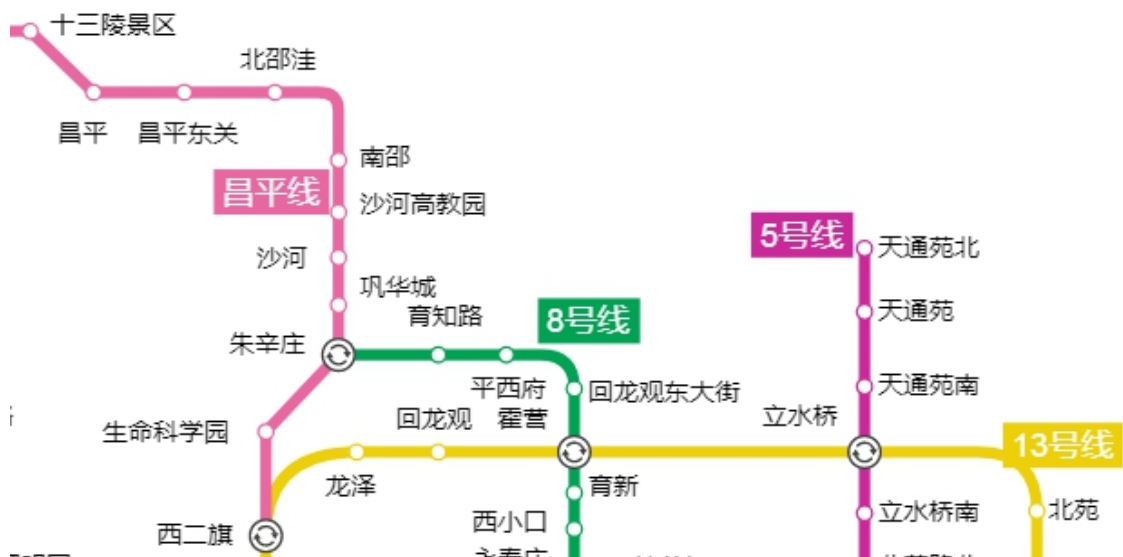 十三陵景区
北邵洼
昌平
昌平东关
南邵
昌平线
沙河高教园
5号线
天通苑北
沙河
巩华城
天通苑
育知路
8号线
朱辛庄
平西府
回龙观东大街
天通苑南
回龙观
霍营
立水桥
生命科学园
13号线
龙泽
育新
西二旗
西小口
立水桥南
北苑